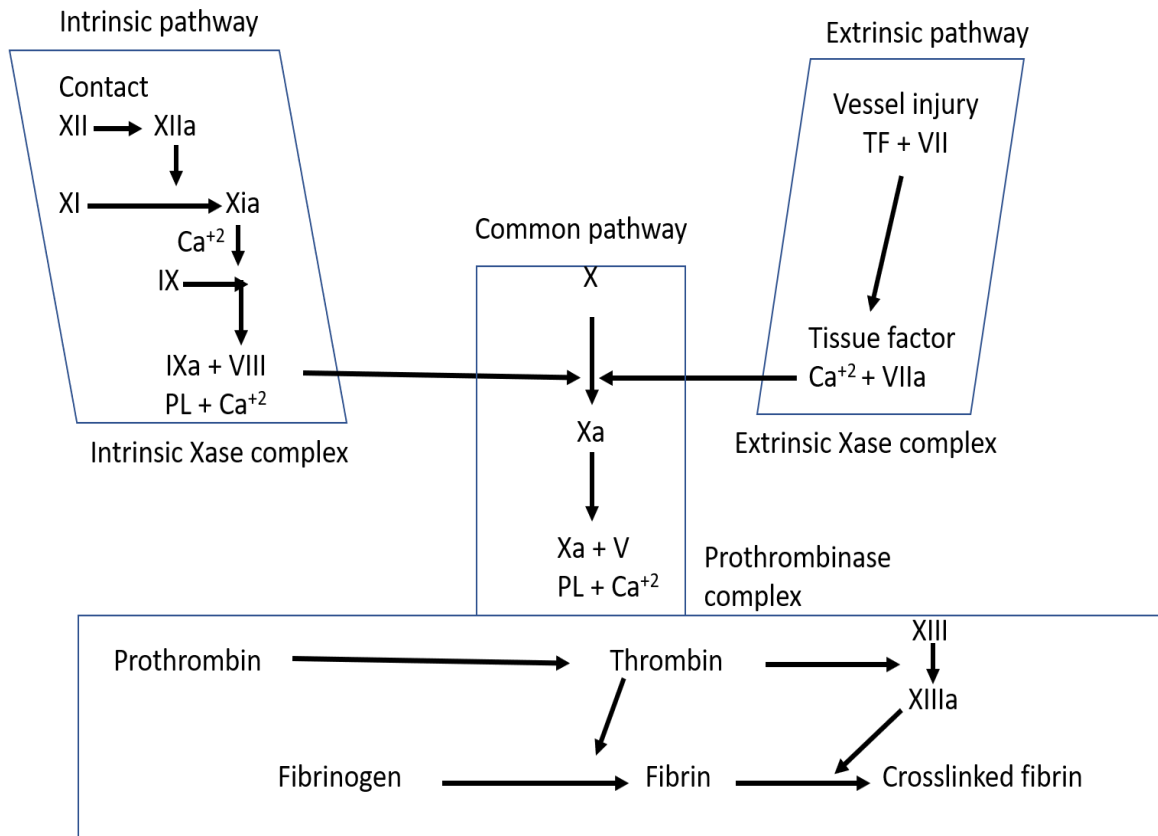 Intrinsic pathway
Contact
XII XIIa
XI Xia
Ca+2
IX
IXa + VIII
PL + Ca+2
Intrinsic Xase complex
Common pathway
X
Xa
Xa + V
PL + Ca+2
Extrinsic pathway
Vessel injury
TF + VII
Tissue factor
Ca+2 + VIIa
Extrinsic Xase complex
Prothrombinase
complex
Prothrombin Thrombin XIII
XIIIa
Fibrinogen Fibrin Crosslinked fibrin